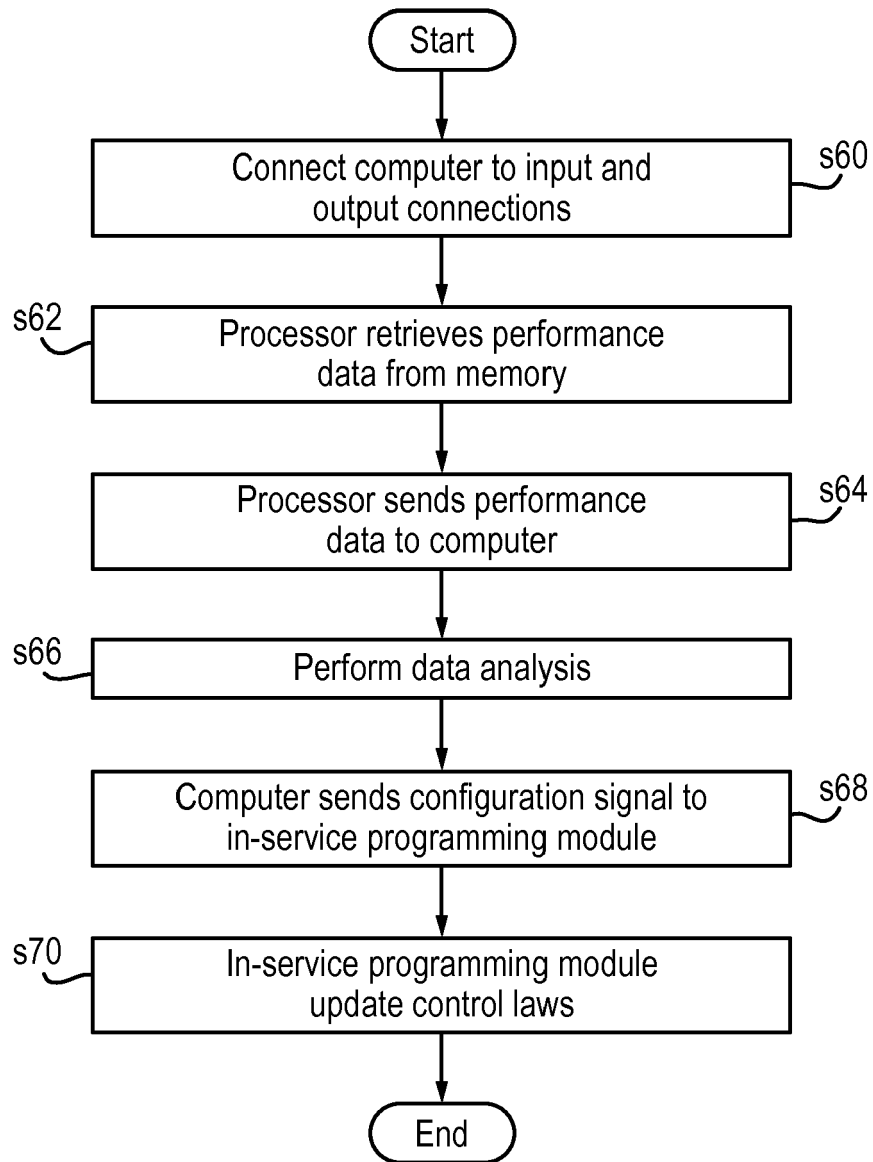 Start
Connect computer to input and
output connections
s60
s62
Processor retrieves performance
data from memory
Processor sends performance
data to computer
s64
s66
Perform data analysis
Computer sends configuration signal to
in-service programming module
s68
s70
In-service programming module
update control laws
End